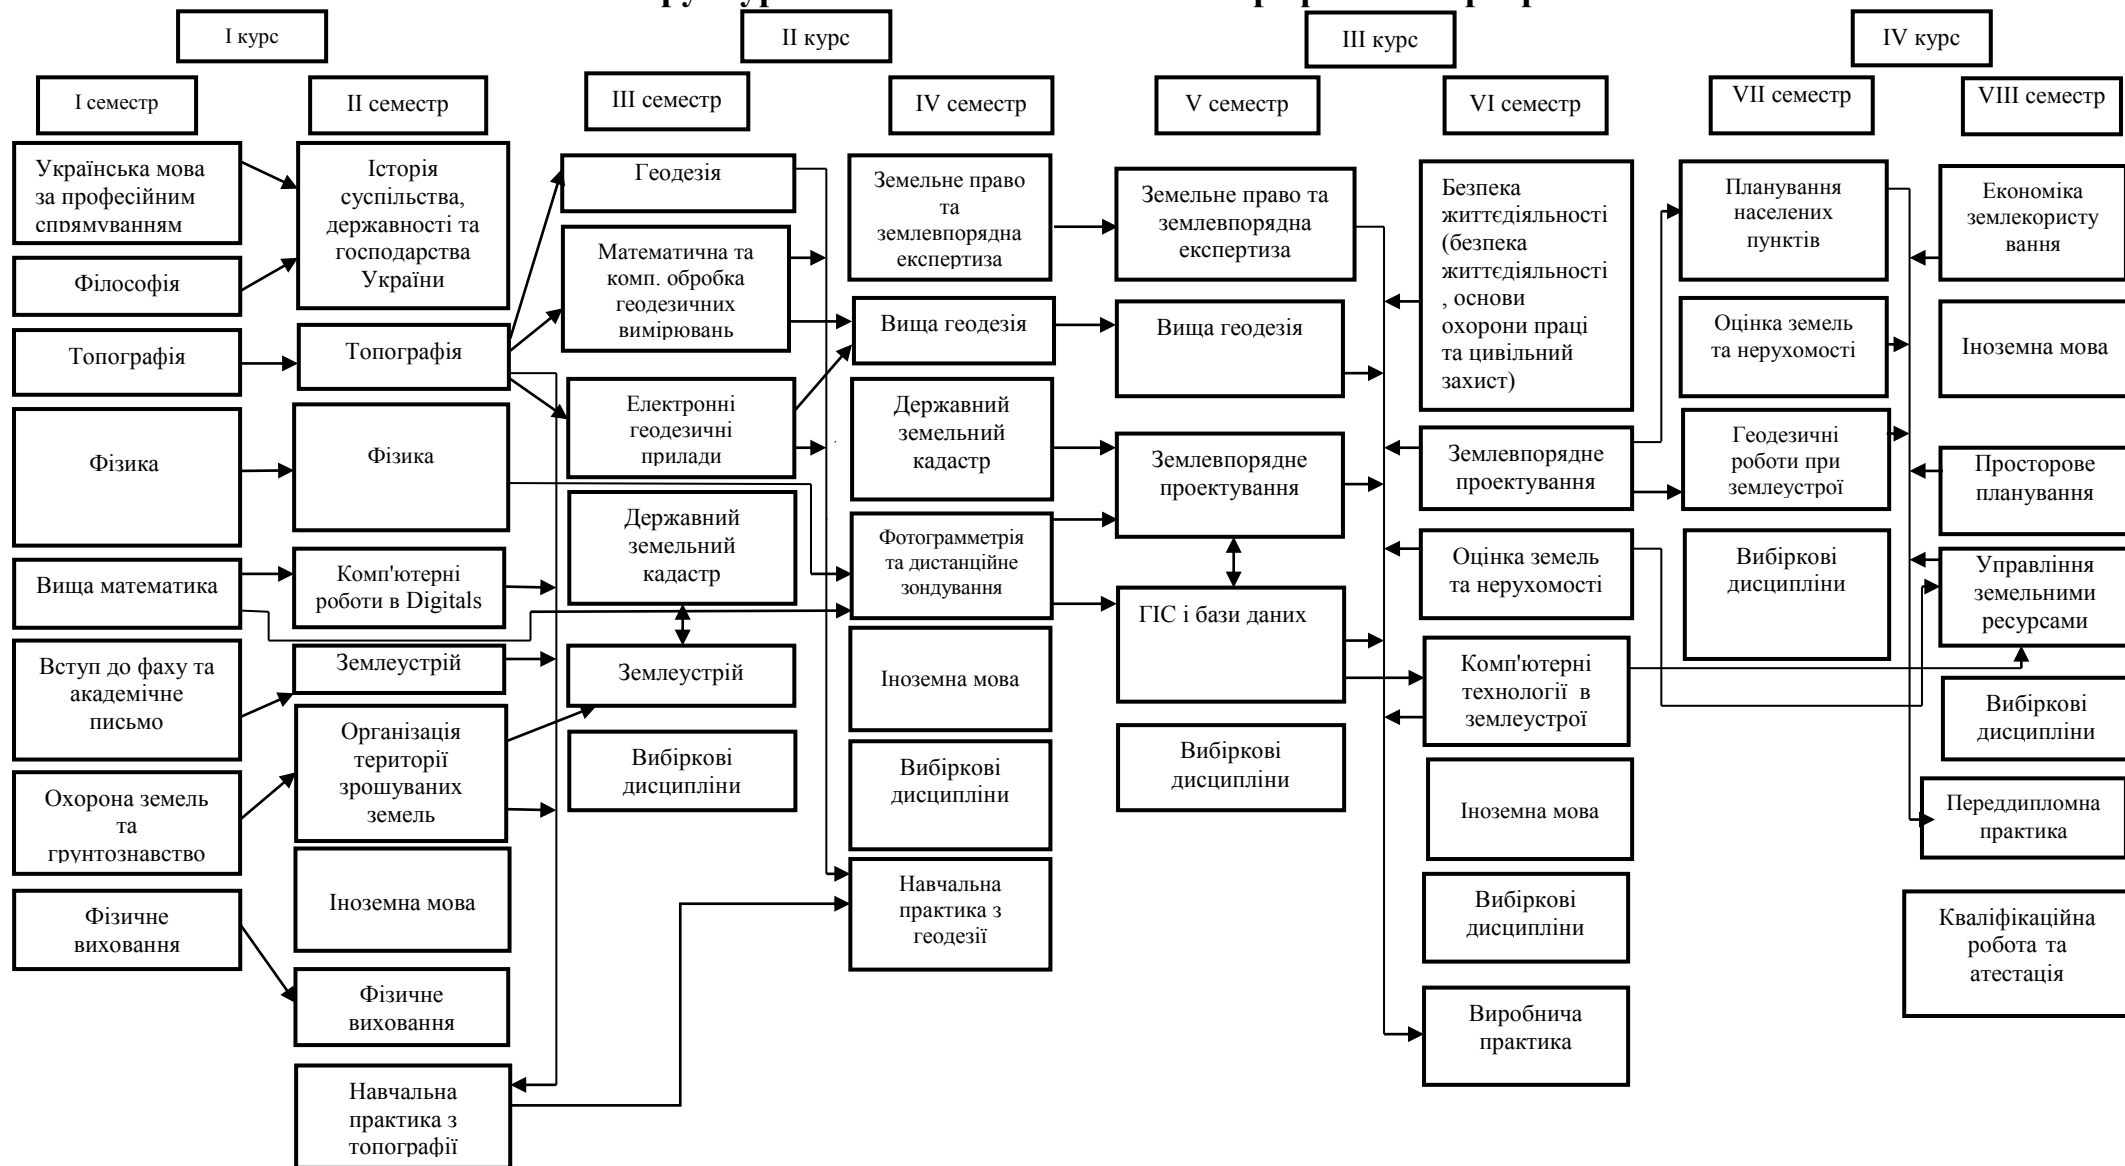 I курс
II курс
III курс
IV курс
I семестр
II семестр
III семестр
IV семестр
V семестр
VI семестр
VII семестр
VIII семестр
Українська мова
за професійним
спрямуванням
Філософія
Топографія
Фізика
Вища математика
Вступ до фаху та
академічне
письмо
Охорона земель
та
грунтознавство
Фізичне
виховання
Історія
суспільства,
державності та
господарства
України
Топографія
Фізика
Комп'ютерні
роботи в Digitals
Землеустрій
Організація
території
зрошуваних
земель
Іноземна мова
Фізичне
виховання
Навчальна
практика з
топографії
Геодезія
Математична та
комп. обробка
геодезичних
вимірювань
Електронні
геодезичні
прилади
Державний
земельний
кадастр
Землеустрій
Вибіркові
дисципліни
Земельне право
та
землевпорядна
експертиза
Вища геодезія
Державний
земельний
кадастр
Фотограмметрія
та дистанційне
зондування
Іноземна мова
Вибіркові
дисципліни
Навчальна
практика з
геодезії
Земельне право та
землевпорядна
експертиза
Вища геодезія
Землевпорядне
проектування
ГІС і бази даних
Вибіркові
дисципліни
Безпека
життєдіяльності
(безпека
життєдіяльності
, основи
охорони праці
та цивільний
захист)
Землевпорядне
проектування
Оцінка земель
та нерухомості
Комп'ютерні
технології в
землеустрої
Іноземна мова
Вибіркові
дисципліни
Виробнича
практика
Планування
населених
пунктів
Оцінка земель
та нерухомості
Геодезичні
роботи при
землеустрої
Вибіркові
дисципліни
Економіка
землекористу
вання
Іноземна мова
Просторове
планування
Управління
земельними
ресурсами
Вибіркові
дисципліни
Переддипломна
практика
Кваліфікаційна
робота та
атестація